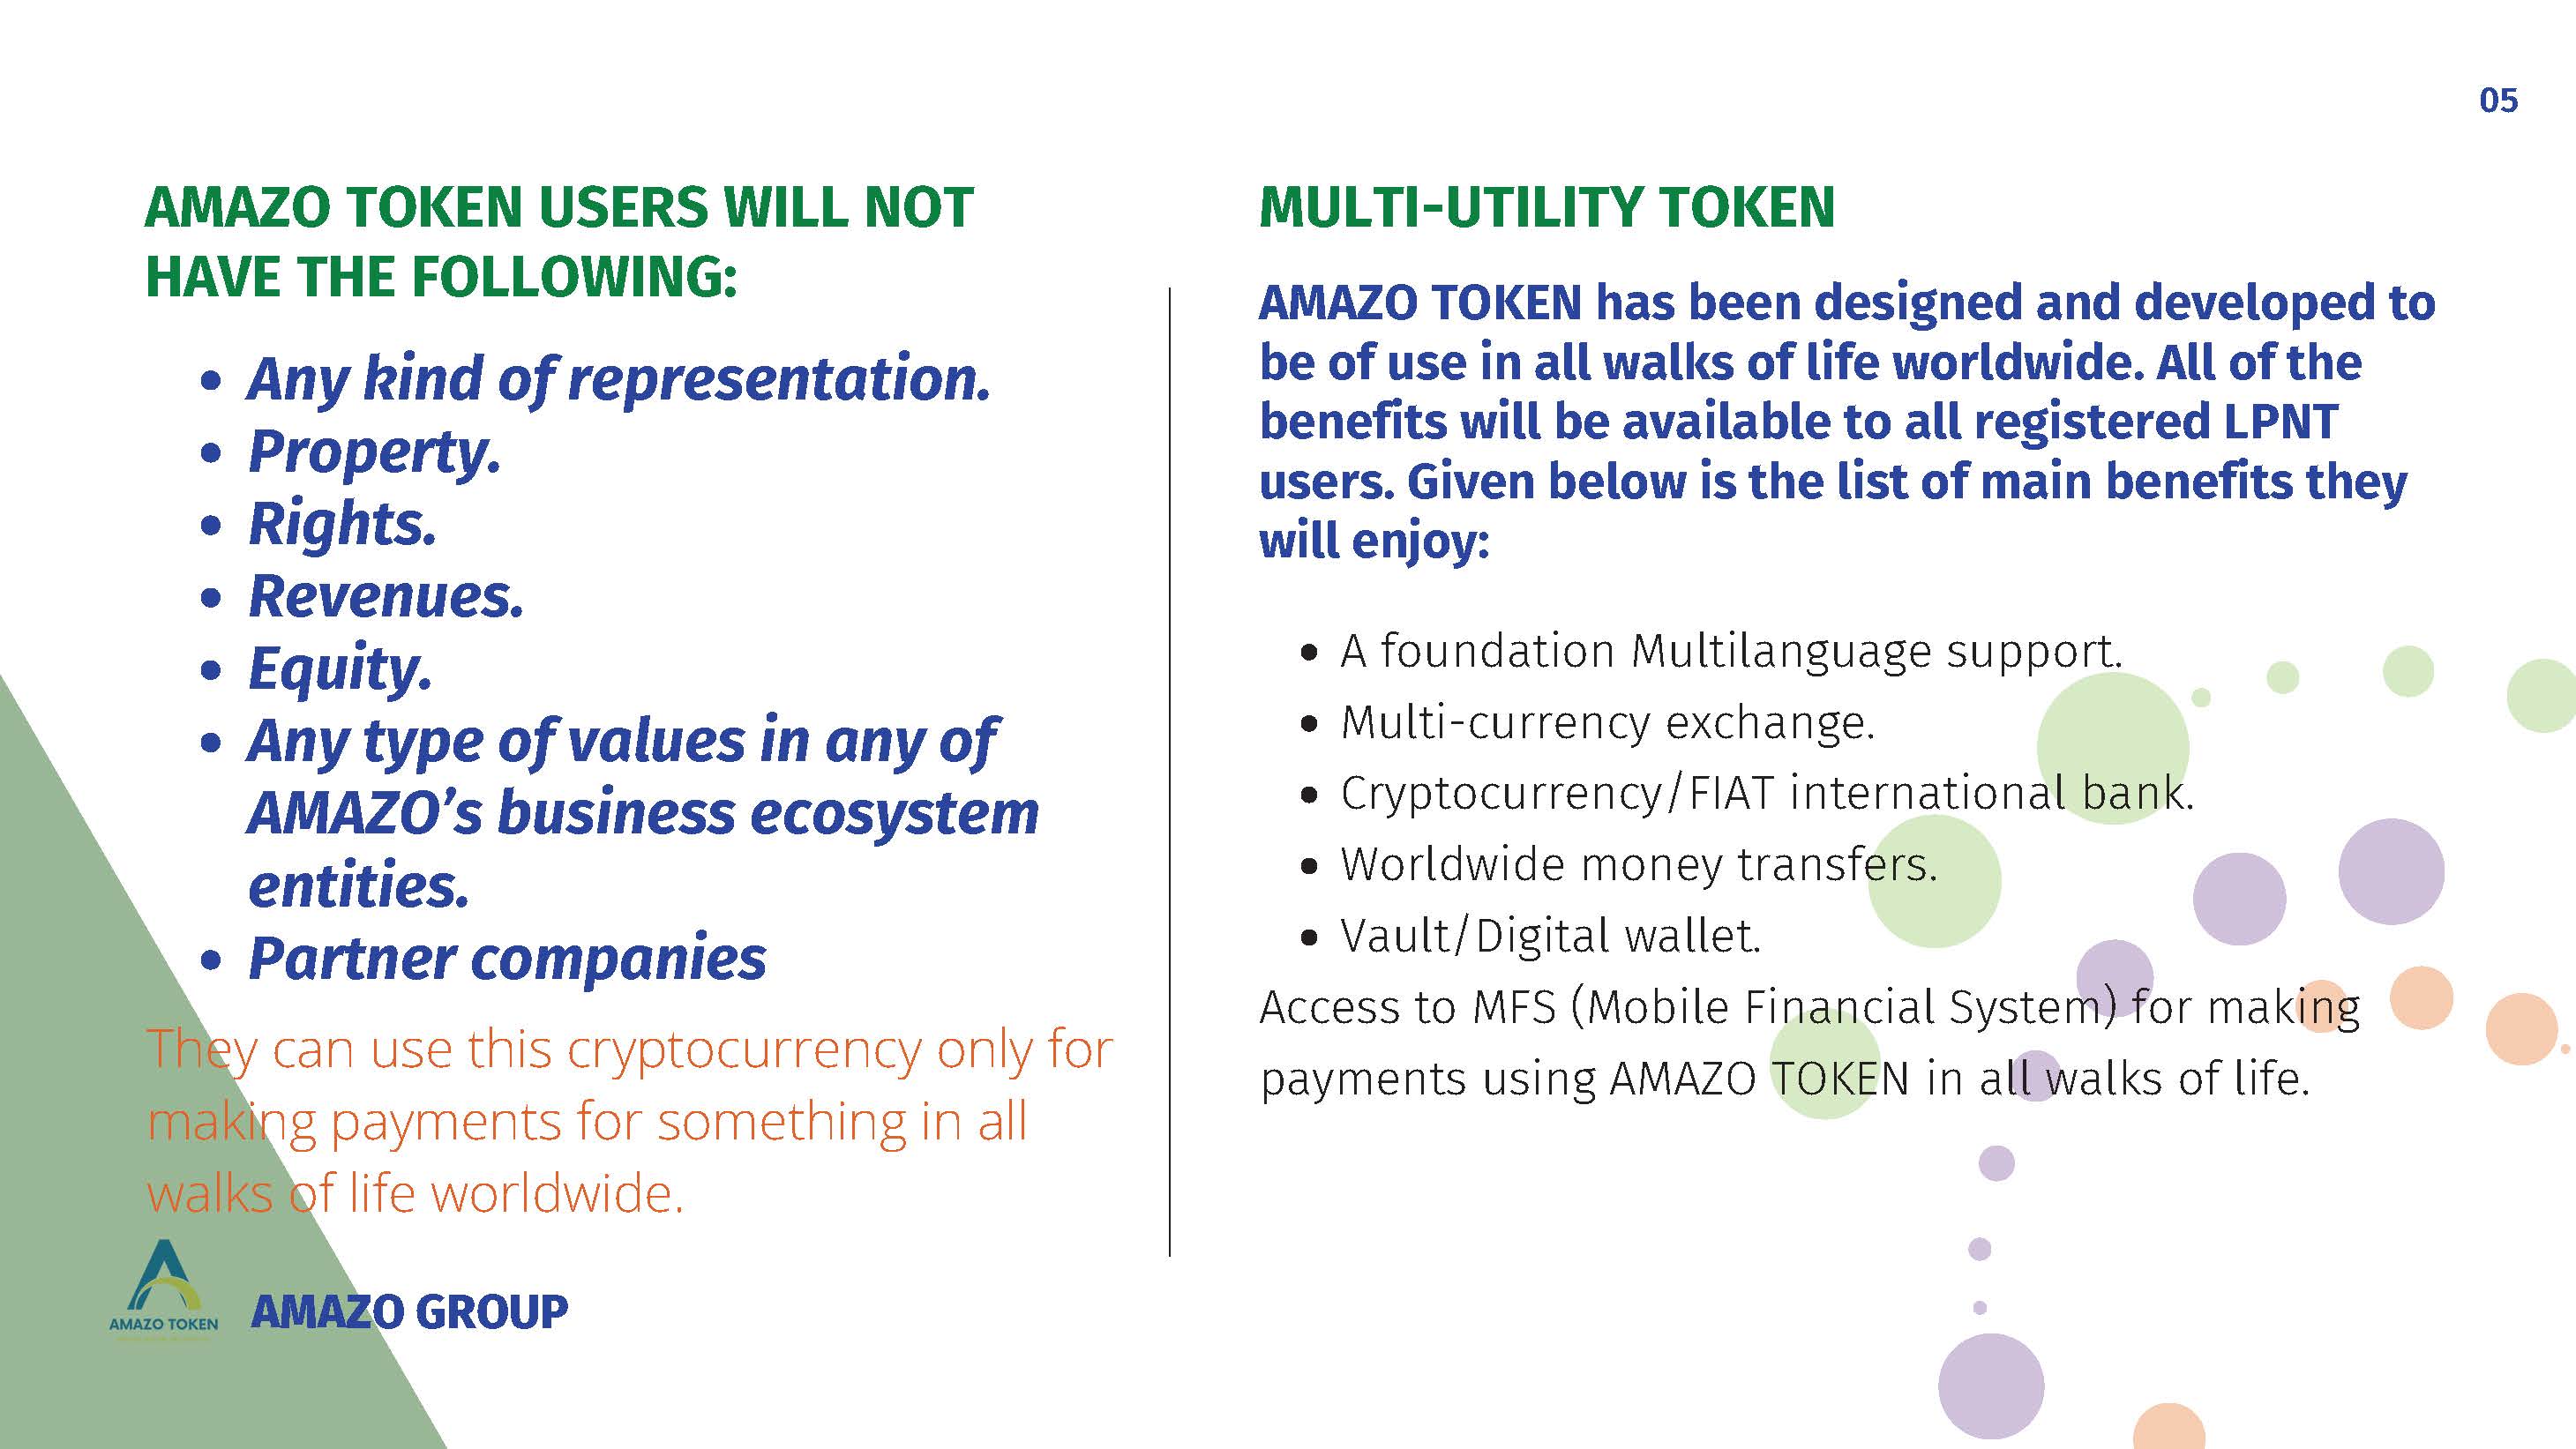 05
AMAZO TOKEN USERS WILL NOT
HAVE THE FOLLOWING:
• Any kind of representation.
• Property.
• Rights.
• Revenues.
• Equity.
• Any type of values in any of
AMAZO’s business ecosystem
entities.
• Partner companies
They can use this cryptocurrency only for
making payments for something in all
walks of life worldwide.
AMAZO TOKEN
AMAZO GROUP
MULTI-UTILITY TOKEN
AMAZO TOKEN has been designed and developed to
be of use in all walks of life worldwide. All of the
benefits will be available to all registered LPNT
users. Given below is the list of main benefits they
will enjoy:
• A foundation Multilanguage support.
• Multi-currency exchange.
• Cryptocurrency/FIAT international bank.
• Worldwide money transfers.
• Vault/Digital wallet.
Access to MFS (Mobile Financial System) for making
payments using AMAZO TOKEN in all walks of life.